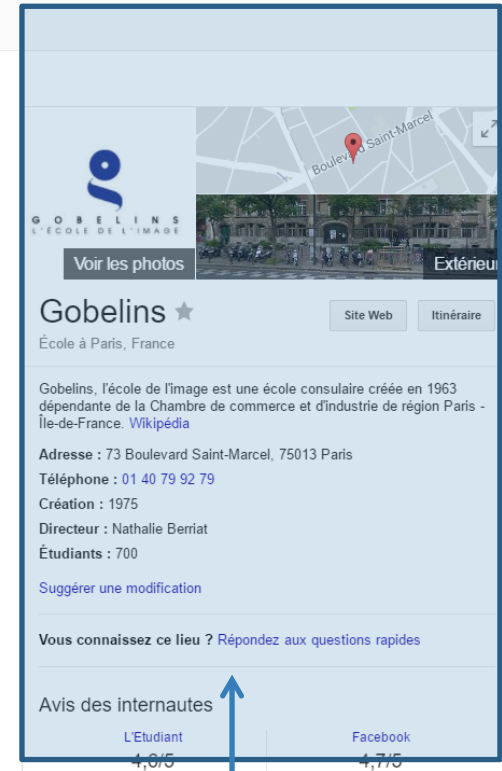 Boulevard Saint-Marcel
GOBELINS
L'ÉCOLE DE L'IMAGE
Voir les photos
Extérieur
Gobelins
Site Web
Itinéraire
École à Paris, France
Gobelins, l'école de l'image est une école consulaire créée en 1963
dépendante de la Chambre de commerce et d'industrie de région Paris -
Île-de-France. Wikipédia
Adresse : 73 Boulevard Saint-Marcel, 75013 Paris
Téléphone : 01 40 79 92 79
Création : 1975
Directeur : Nathalie Berriat
Étudiants : 700
Suggérer une modification
Vous connaissez ce lieu ? Répondez aux questions rapides
Avis des internautes
L'Etudiant
Facebook
4,7/5